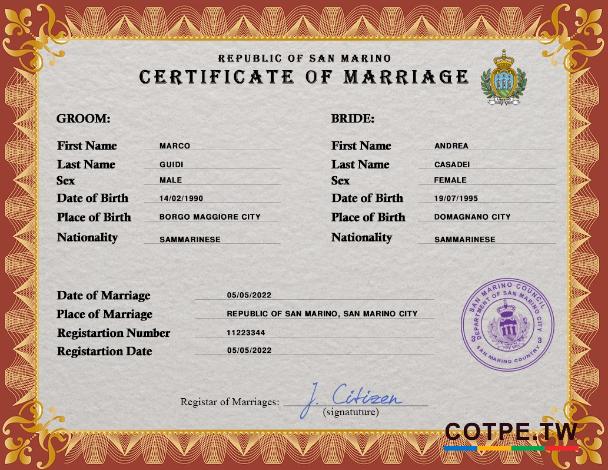 REPUBLIC OF SAN MARINO
CERTIFICATE OF MARRIAGE
GROOM:
First Name MARCO
Last Name GUIDI
Sex MALE
Date of Birth 14/02/1990
Place of Birth BORGO MAGGIORE CITY
Nationality SAMMARINESE
BRIDE:
First Name ANDREA
Last Name CASADEI
Sex FEMALE
Date of Birth 19/07/1995
Place of Birth DOMAGNANO CITY
Nationality SAMMARINESE
Date of Marriage 05/05/2022
Place of Marriage REPUBLIC OF SAN MARINO, SAN MARINO CITY
Registartion Number 11223344
Registartion Date 05/05/2022
SAN MARINO COUNCIL
DEPARTMENT OF SAN MARINO CITY
SAN MARINO COUNTRY
3 3
Registar of Marriages: J. Citizen
(signatuture)
COTPE.TW